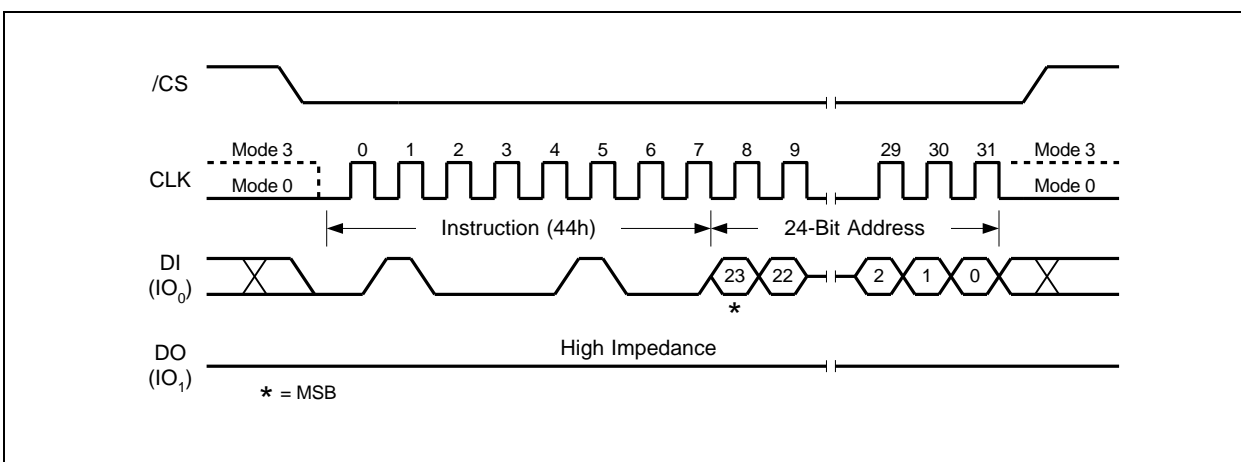 /CS
Mode 3 0 1 2 3 4 5 6 7 8 9 29 30 31 Mode 3
CLK
Mode 0 Mode 0
Instruction (44h) 24-Bit Address
DI
(IO0)
23 22 2 1 0
*
High Impedance
DO
(IO1)
* = MSB